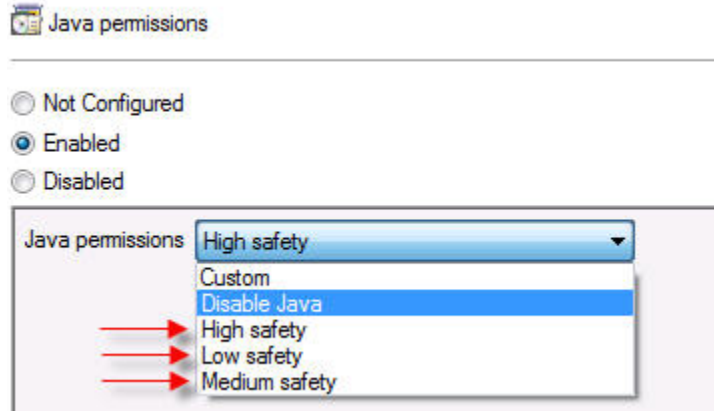 Java permissions
Not Configured
Enabled
Disabled
Java permissions High safety
Custom
Disable Java
High safety
Low safety
Medium safety